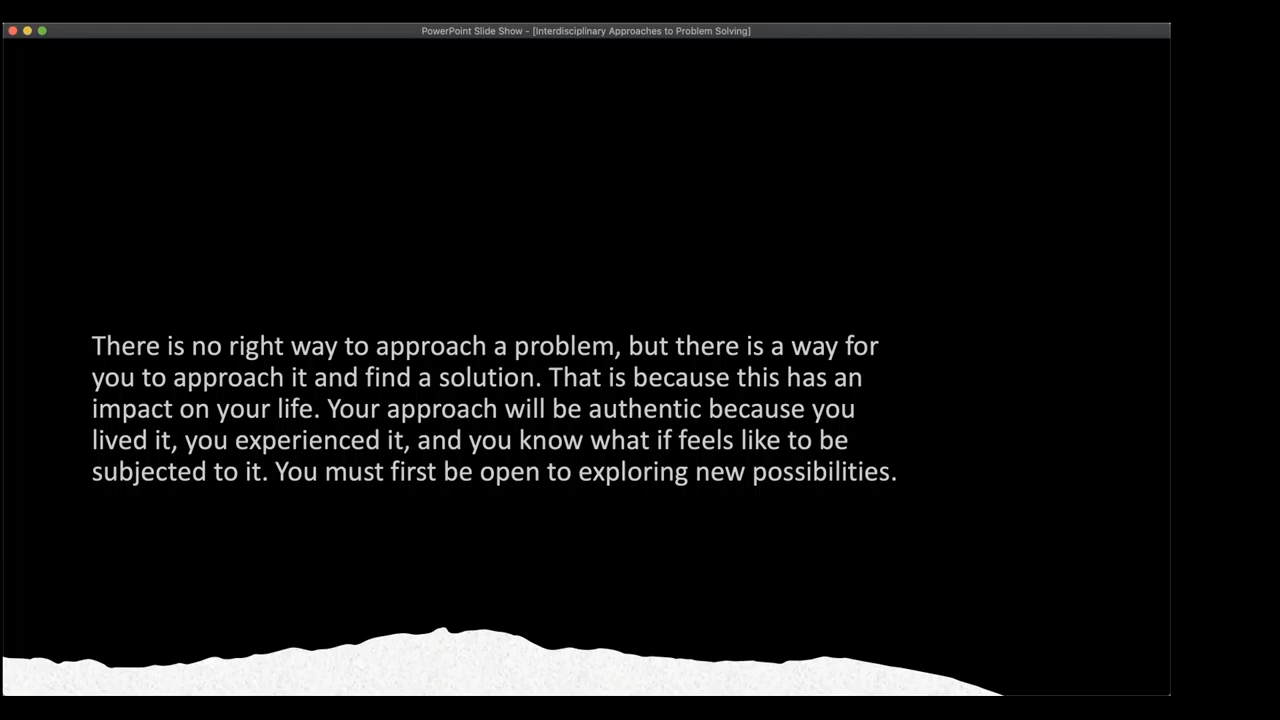 PowerPoint Slide Show - [Interdisciplinary Approaches to Problem Solving]
There is no right way to approach a problem, but there is a way for
you to approach it and find a solution. That is because this has an
impact on your life. Your approach will be authentic because you
lived it, you experienced it, and you know what if feels like to be
subjected to it. You must first be open to exploring new possibilities.